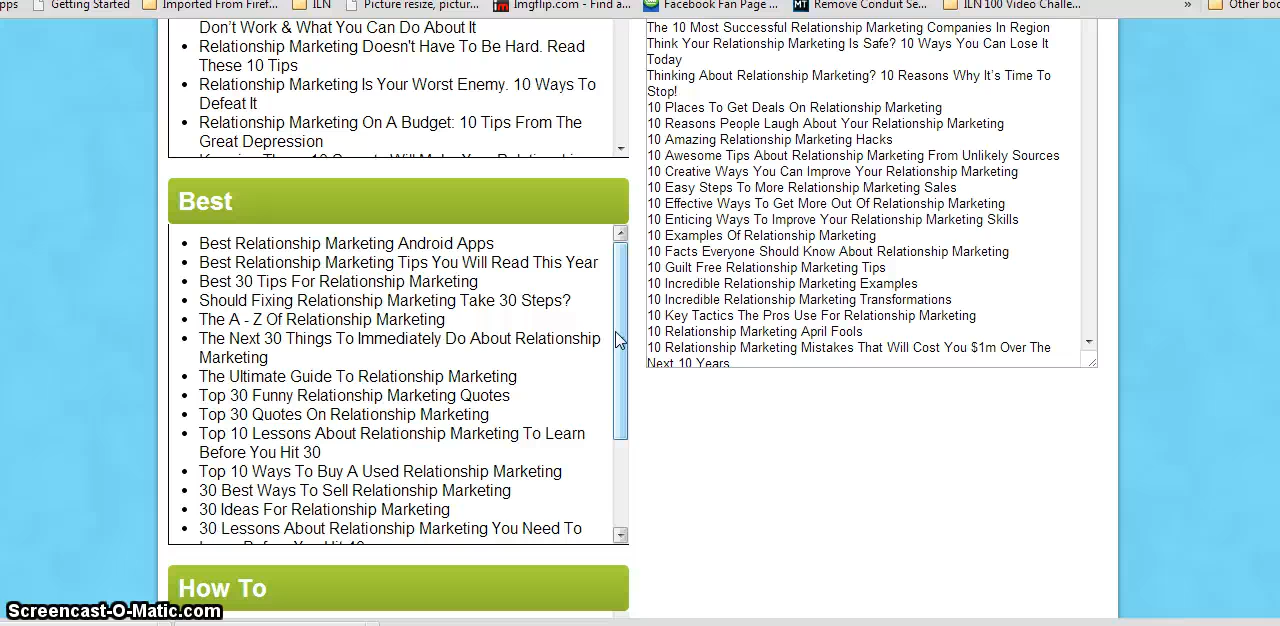 pps Getting Started Imported From Firef... ILN Picture resize, pictur... Imgflip.com - Find a... Facebook Fan Page ... Remove Conduit Se... ILN 100 Video Challe... » Other boo
Don't Work & What You Can Do About It
Relationship Marketing Doesn't Have To Be Hard. Read
These 10 Tips
Relationship Marketing Is Your Worst Enemy. 10 Ways To
Defeat It
Relationship Marketing On A Budget: 10 Tips From The
Great Depression
Best
Best Relationship Marketing Android Apps
Best Relationship Marketing Tips You Will Read This Year
Best 30 Tips For Relationship Marketing
Should Fixing Relationship Marketing Take 30 Steps?
The A - Z Of Relationship Marketing
The Next 30 Things To Immediately Do About Relationship
Marketing
The Ultimate Guide To Relationship Marketing
Top 30 Funny Relationship Marketing Quotes
Top 30 Quotes On Relationship Marketing
Top 10 Lessons About Relationship Marketing To Learn
Before You Hit 30
Top 10 Ways To Buy A Used Relationship Marketing
30 Best Ways To Sell Relationship Marketing
30 Ideas For Relationship Marketing
30 Lessons About Relationship Marketing You Need To
How To
The 10 Most Successful Relationship Marketing Companies In Region
Think Your Relationship Marketing Is Safe? 10 Ways You Can Lose It
Today
Thinking About Relationship Marketing? 10 Reasons Why It's Time To
Stop!
10 Places To Get Deals On Relationship Marketing
10 Reasons People Laugh About Your Relationship Marketing
10 Amazing Relationship Marketing Hacks
10 Awesome Tips About Relationship Marketing From Unlikely Sources
10 Creative Ways You Can Improve Your Relationship Marketing
10 Easy Steps To More Relationship Marketing Sales
10 Effective Ways To Get More Out Of Relationship Marketing
10 Enticing Ways To Improve Your Relationship Marketing Skills
10 Examples Of Relationship Marketing
10 Facts Everyone Should Know About Relationship Marketing
10 Guilt Free Relationship Marketing Tips
10 Incredible Relationship Marketing Examples
10 Incredible Relationship Marketing Transformations
10 Key Tactics The Pros Use For Relationship Marketing
10 Relationship Marketing April Fools
10 Relationship Marketing Mistakes That Will Cost You $1m Over The
Next 10 Years
Screencast-O-Matic.com